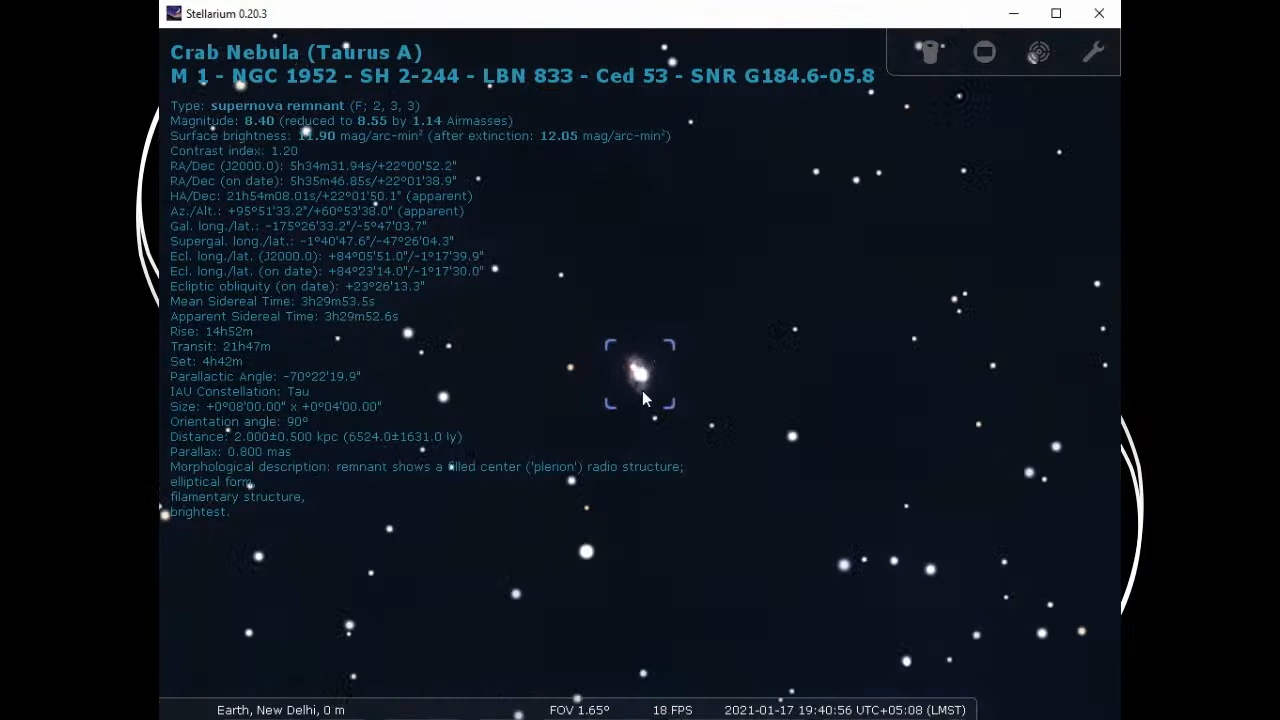 Stellarium 0.20.3
Crab Nebula (Taurus A)
M 1 - NGC 1952 - SH 2-244 - LBN 833 - Ced 53 - SNR G184.6-05.8
Type: supernova remnant (F; 2, 3, 3)
Magnitude: 8.40 (reduced to 8.55 by 1.14 Airmasses)
Surface brightness: 11.90 mag/arc-min² (after extinction: 12.05 mag/arc-min²)
Contrast index: 1.20
RA/Dec (J2000.0): 5h34m31.94s/+22°00'52.2"
RA/Dec (on date): 5h35m46.85s/+22°01'38.9"
HA/Dec: 21h54m08.01s/+22°01'50.1" (apparent)
Az./Alt.: +95°51'33.2"/+60°53'38.0" (apparent)
Gal. long./lat.: -175°26'33.2"/-5°47'03.7"
Supergal. long./lat.: -1°40'47.6"/-47°26'04.3"
Ecl. long./lat. (J2000.0): +84°05'51.0"/-1°17'39.9"
Ecl. long./lat. (on date): +84°23'14.0"/-1°17'30.0"
Ecliptic obliquity (on date): +23°26'13.3"
Mean Sidereal Time: 3h29m53.5s
Apparent Sidereal Time: 3h29m52.6s
Rise: 14h52m
Transit: 21h47m
Set: 4h42m
Parallactic Angle: -70°22'19.9"
IAU Constellation: Tau
Size: +0°08'00.00" x +0°04'00.00"
Orientation angle: 90°
Distance: 2.000±0.500 kpc (6524.0±1631.0 ly)
Parallax: 0.800 mas
Morphological description: remnant shows a filled center ('plerion') radio structure;
elliptical form,
filamentary structure,
brightest.
Earth, New Delhi, 0 m FOV 1.65° 18 FPS 2021-01-17 19:40:56 UTC+05:08 (LMST)